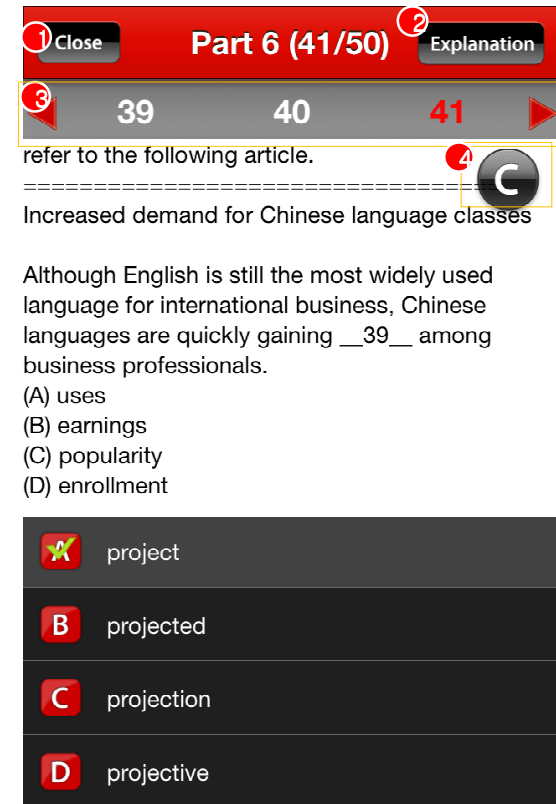 1 Close Part 6 (41/50) 2 Explanation
3 39 40 41
refer to the following article.
4 C
==================================
Increased demand for Chinese language classes
Although English is still the most widely used
language for international business, Chinese
languages are quickly gaining __39__ among
business professionals.
(A) uses
(B) earnings
(C) popularity
(D) enrollment
A project
B projected
C projection
D projective